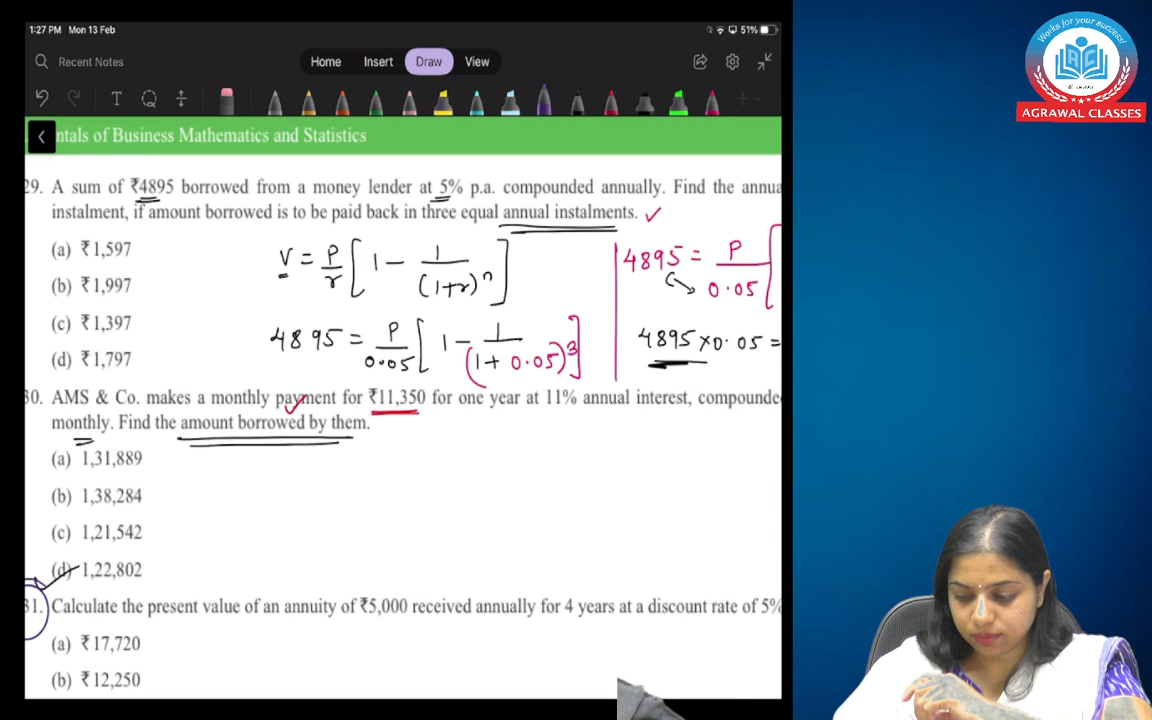 1:27 PM Mon 13 Feb
51%
Recent Notes
Home Insert Draw View
ntals of Business Mathematics and Statistics
29. A sum of ₹4895 borrowed from a money lender at 5% p.a. compounded annually. Find the annua
instalment, if amount borrowed is to be paid back in three equal annual instalments. ✓
(a) ₹1,597
(b) ₹1,997
(c) ₹1,397
(d) ₹1,797
V = P/r [1 - 1/(1+r)^n]
4895 = P/0.05 [1 - 1/(1+0.05)^3]
4895 = P/0.05 [
4895 × 0.05 =
30. AMS & Co. makes a monthly payment for ₹11,350 for one year at 11% annual interest, compounde
monthly. Find the amount borrowed by them.
(a) 1,31,889
(b) 1,38,284
(c) 1,21,542
(d) 1,22,802
31. Calculate the present value of an annuity of ₹5,000 received annually for 4 years at a discount rate of 5%
(a) ₹17,720
(b) ₹12,250
Works for your success!
AC
AGRAWAL CLASSES